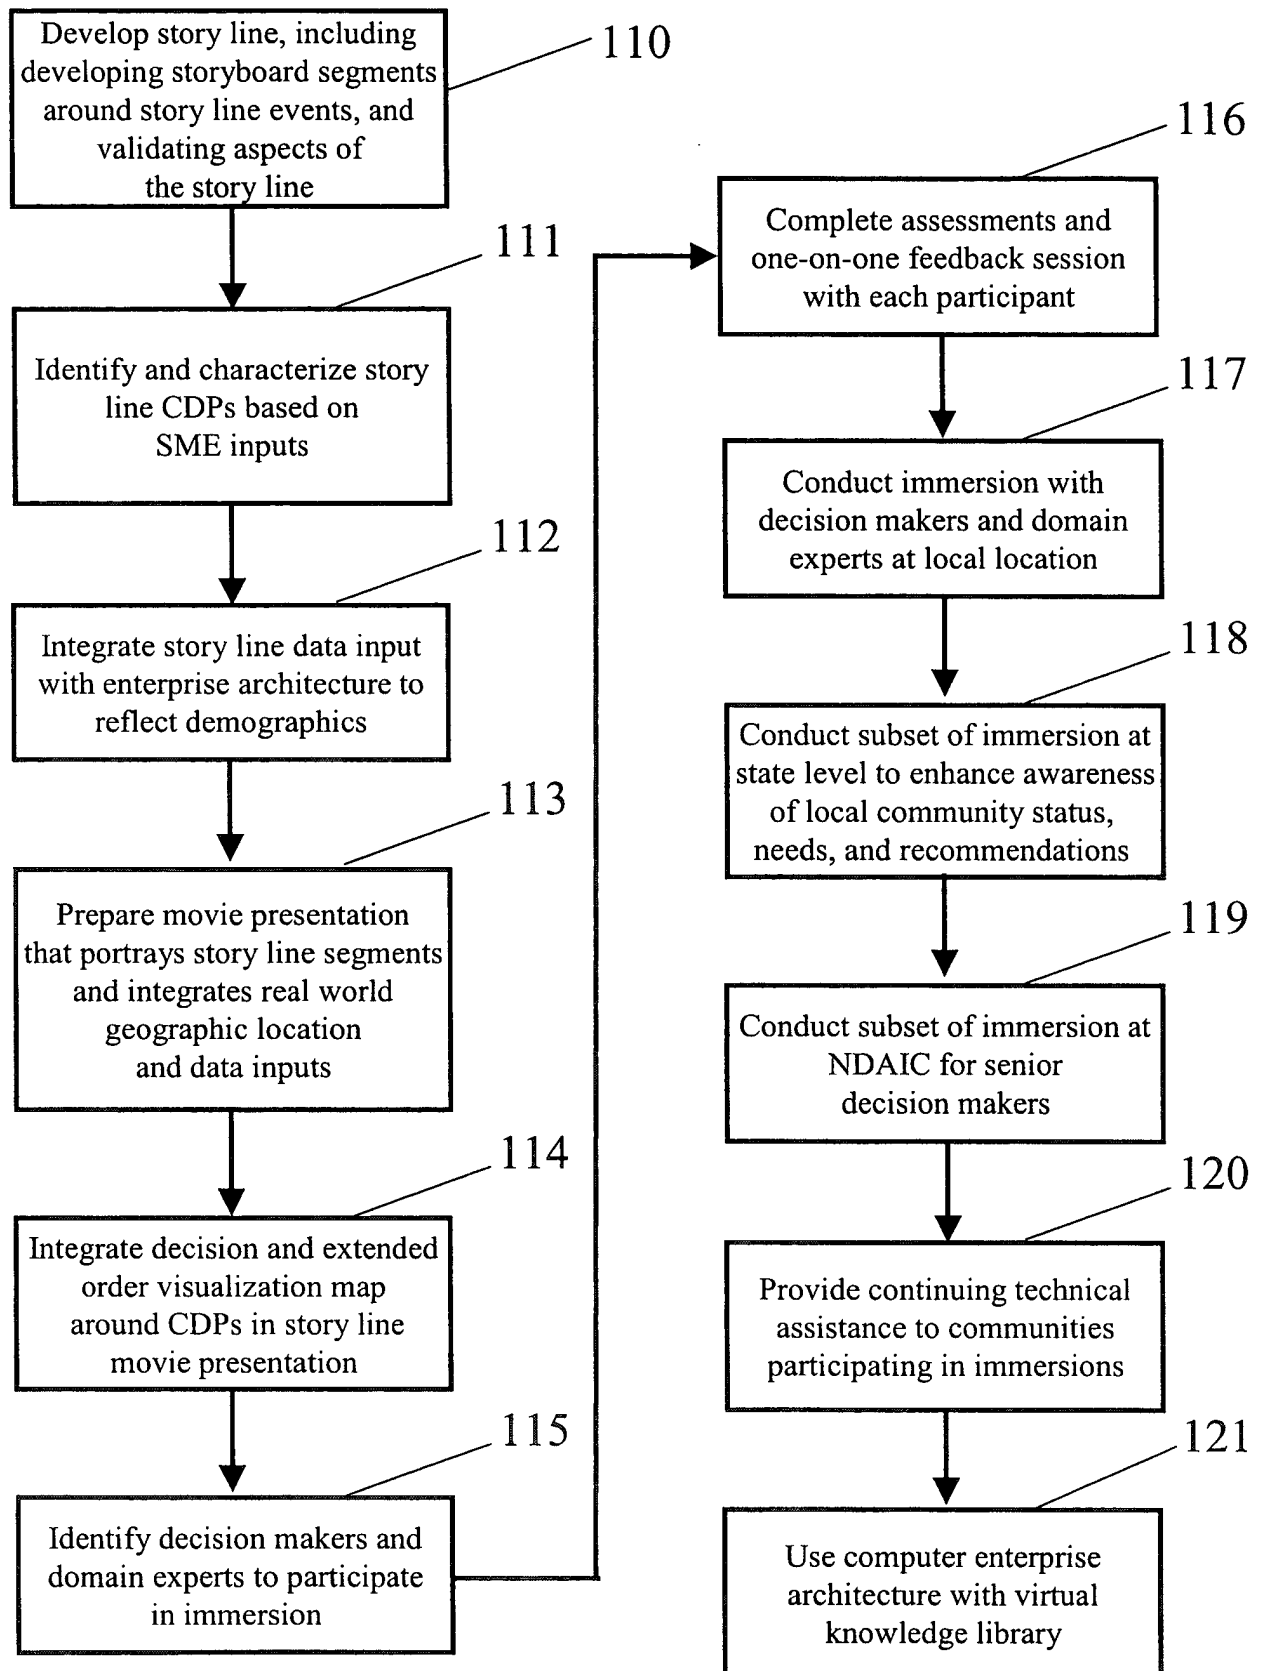 Develop story line, including
developing storyboard segments
around story line events, and
validating aspects of
the story line
110
Identify and characterize story
line CDPs based on
SME inputs
111
Integrate story line data input
with enterprise architecture to
reflect demographics
112
Prepare movie presentation
that portrays story line segments
and integrates real world
geographic location
and data inputs
113
Integrate decision and extended
order visualization map
around CDPs in story line
movie presentation
114
Identify decision makers and
domain experts to participate
in immersion
115
Complete assessments and
one-on-one feedback session
with each participant
116
Conduct immersion with
decision makers and domain
experts at local location
117
Conduct subset of immersion at
state level to enhance awareness
of local community status,
needs, and recommendations
118
Conduct subset of immersion at
NDAIC for senior
decision makers
119
Provide continuing technical
assistance to communities
participating in immersions
120
Use computer enterprise
architecture with virtual
knowledge library
121